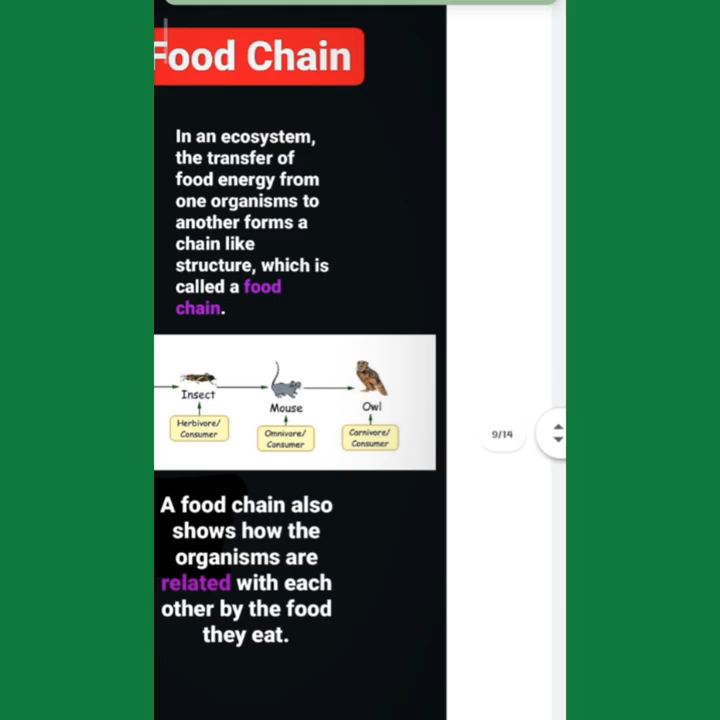 Food Chain
In an ecosystem,
the transfer of
food energy from
one organisms to
another forms a
chain like
structure, which is
called a food
chain.
Insect
Mouse
Owl
Herbivore/
Consumer
Omnivore/
Consumer
Carnivore/
Consumer
9/14
A food chain also
shows how the
organisms are
related with each
other by the food
they eat.